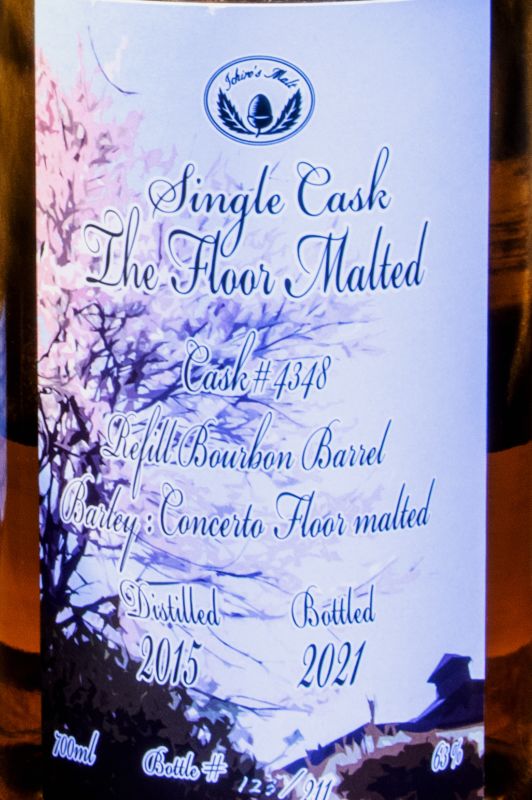 Ichiro's Malt
Single Cask
The Floor Malted
Cask #4348
Refill Bourbon Barrel
Barley : Concerto Floor malted
Distilled Bottled
2015 2021
700ml Bottle # 123/211 63%